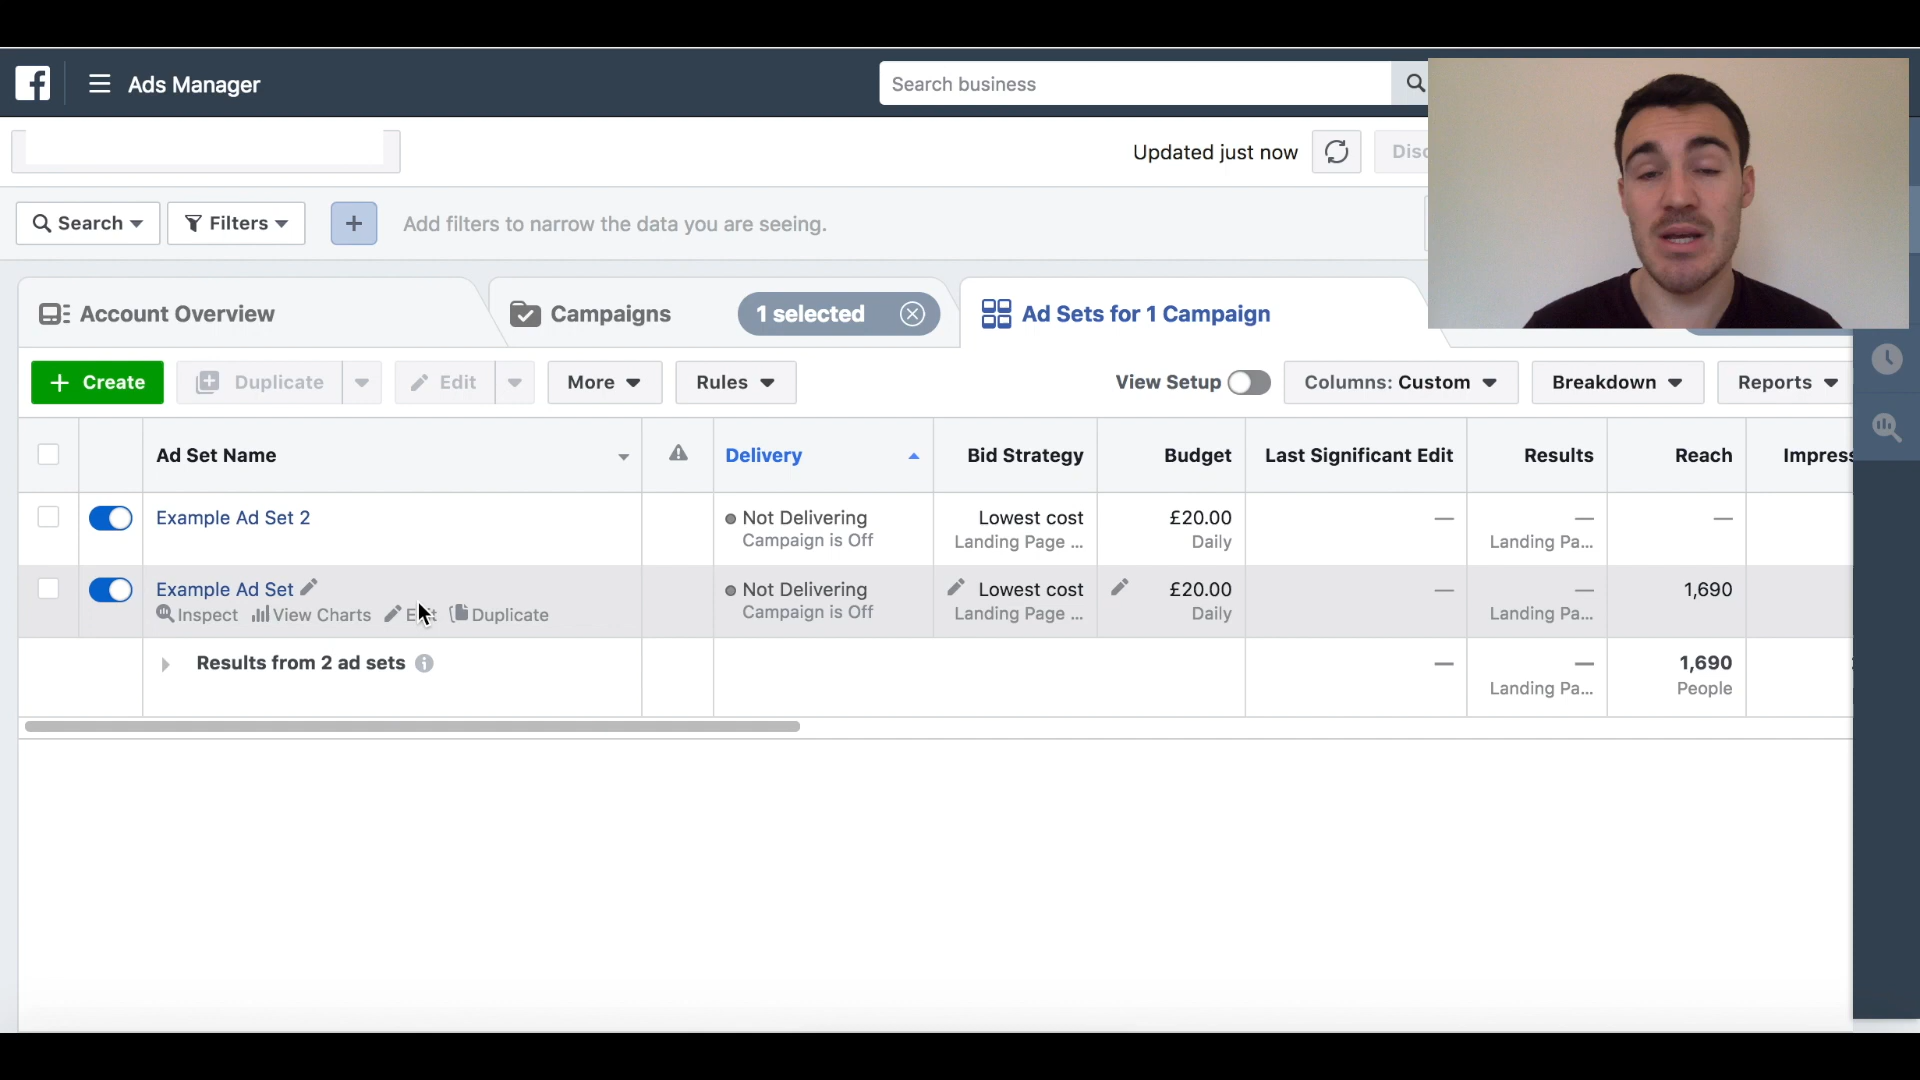 Ads Manager
Search business
Updated just now
Search
Filters
Add filters to narrow the data you are seeing.
Account Overview
Campaigns
1 selected
Ad Sets for 1 Campaign
Create
Duplicate
Edit
More
Rules
View Setup
Columns: Custom
Breakdown
Reports
Ad Set Name
Delivery
Bid Strategy
Budget
Last Significant Edit
Results
Reach
Example Ad Set 2
Not Delivering
Campaign is Off
Lowest cost
Landing Page ...
£20.00
Daily
—
—
Landing Pa...
—
Example Ad Set
Inspect
View Charts
Duplicate
Not Delivering
Campaign is Off
Lowest cost
Landing Page ...
£20.00
Daily
—
—
Landing Pa...
1,690
Results from 2 ad sets
—
—
Landing Pa...
1,690
People